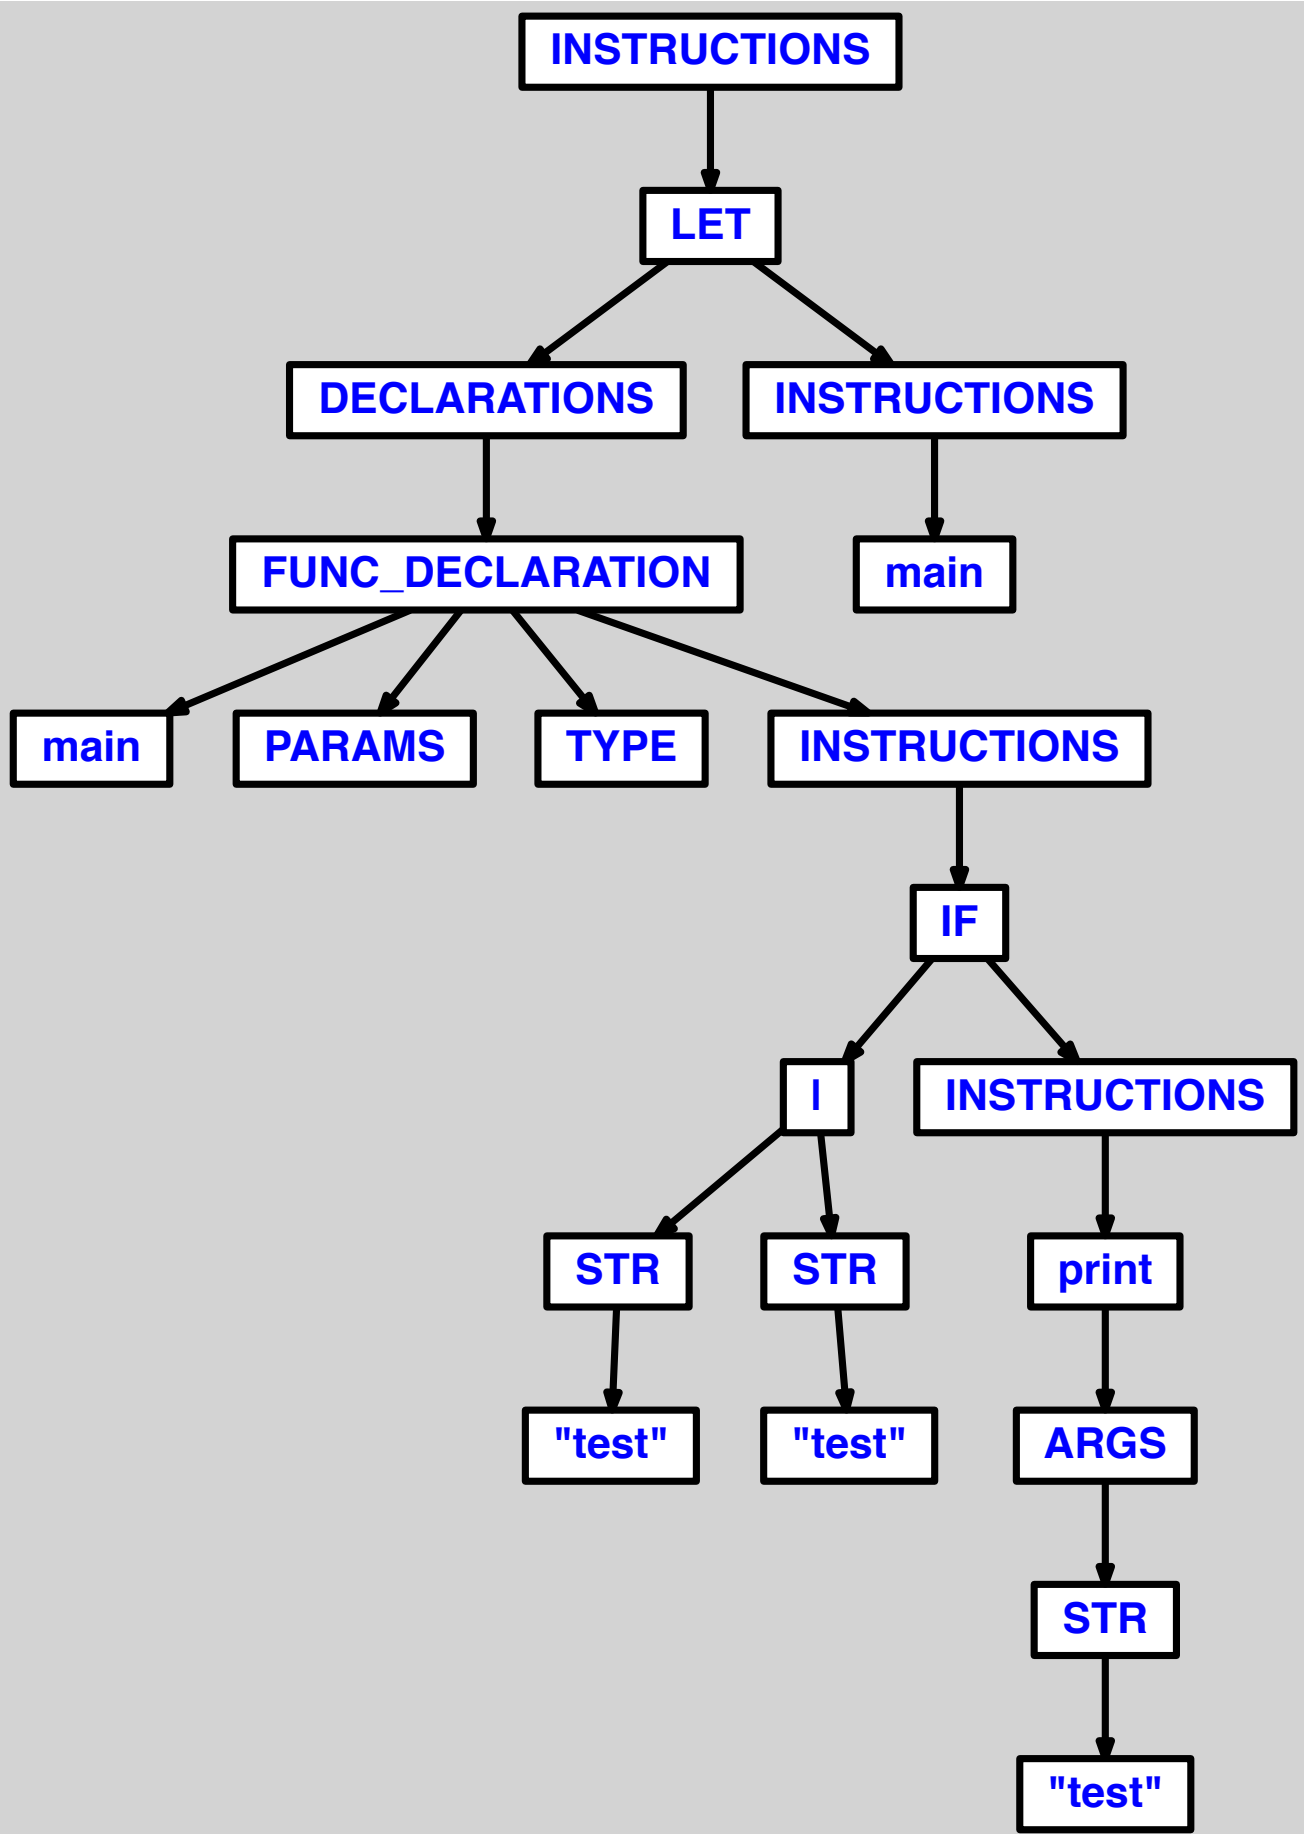 INSTRUCTIONS
LET
DECLARATIONS
INSTRUCTIONS
FUNC_DECLARATION
main
main
PARAMS
TYPE
INSTRUCTIONS
IF
|
INSTRUCTIONS
STR
STR
print
"test"
"test"
ARGS
STR
"test"